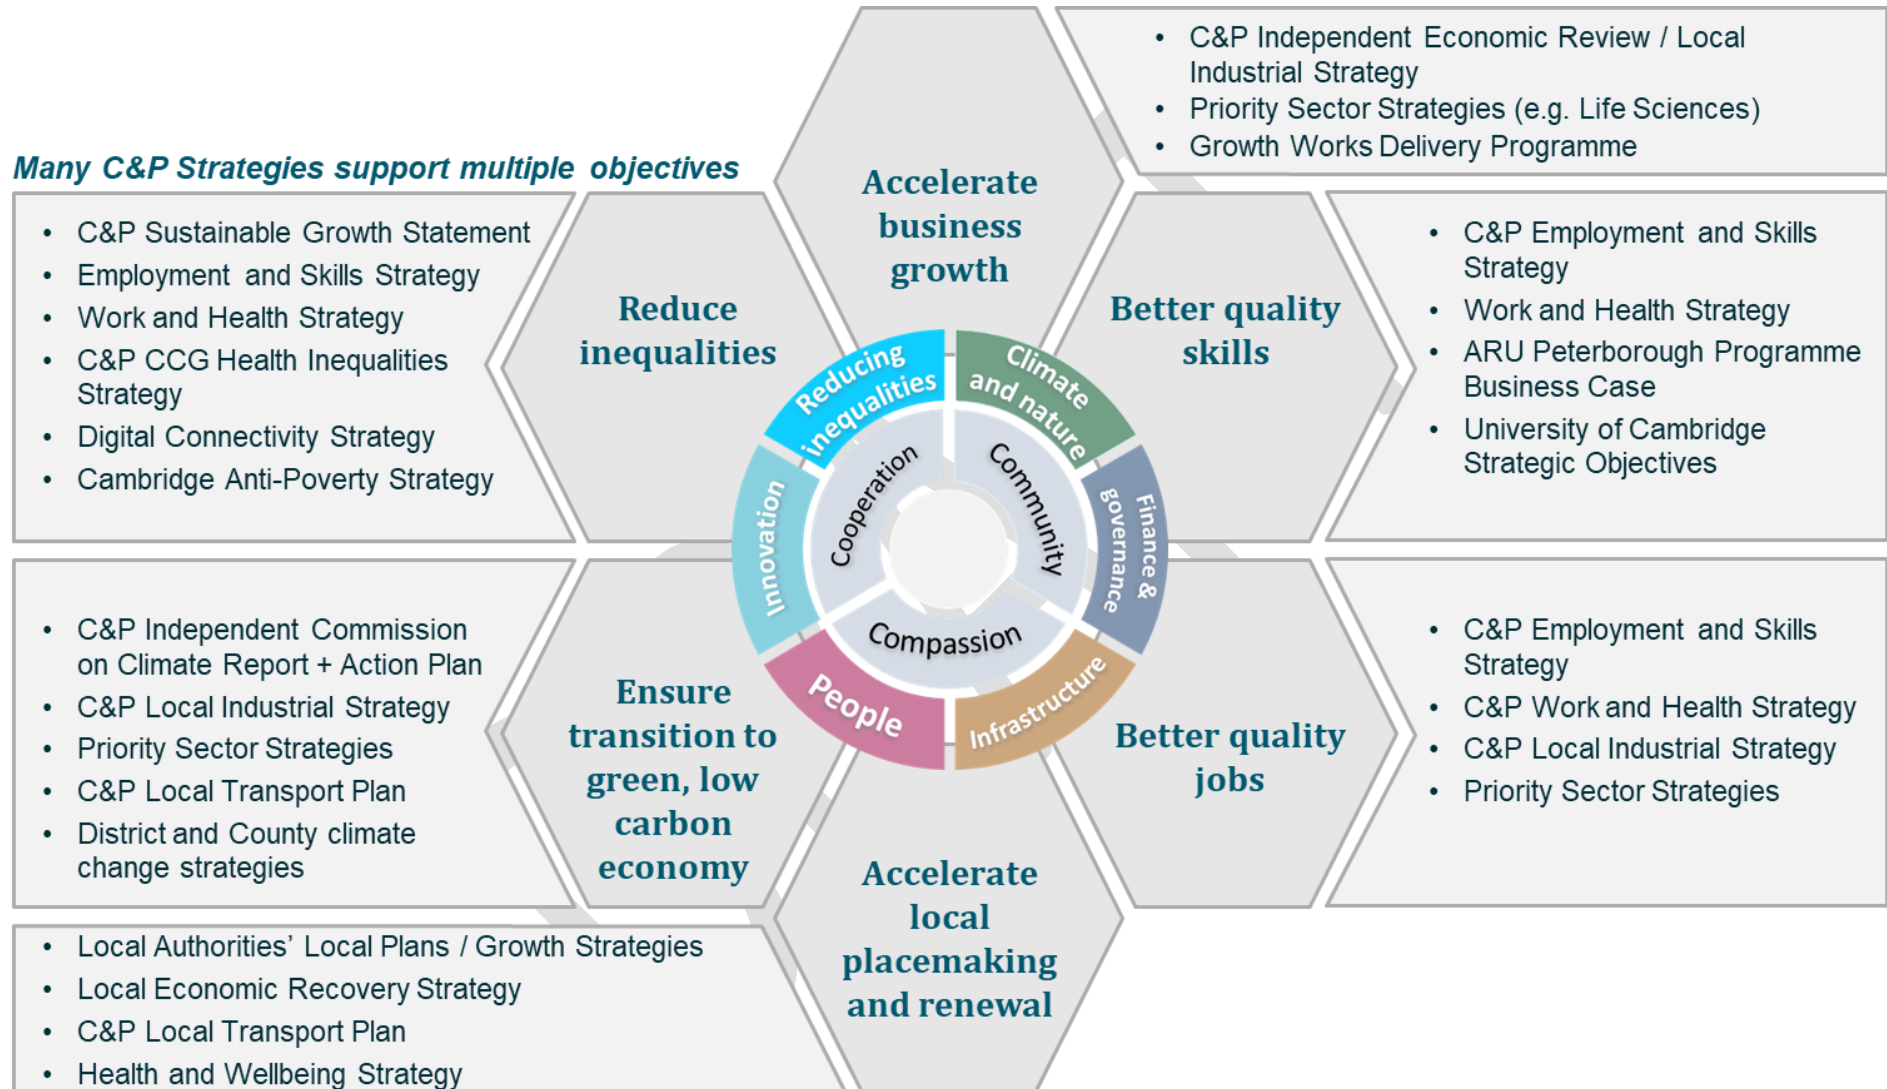 • C&P Independent Economic Review / Local
Industrial Strategy
• Priority Sector Strategies (e.g. Life Sciences)
• Growth Works Delivery Programme
Many C&P Strategies support multiple objectives
Accelerate
business
growth
• C&P Sustainable Growth Statement
• Employment and Skills Strategy
• Work and Health Strategy
• C&P CCG Health Inequalities
Strategy
• Digital Connectivity Strategy
• Cambridge Anti-Poverty Strategy
Reduce
inequalities
Better quality
skills
• C&P Employment and Skills
Strategy
• Work and Health Strategy
• ARU Peterborough Programme
Business Case
• University of Cambridge
Strategic Objectives
Reducing
inequalities
Climate
and nature
Innovation
Cooperation
Community
Finance &
governance
Compassion
People
Infrastructure
• C&P Independent Commission
on Climate Report + Action Plan
• C&P Local Industrial Strategy
• Priority Sector Strategies
• C&P Local Transport Plan
• District and County climate
change strategies
Ensure
transition to
green, low
carbon
economy
Better quality
jobs
• C&P Employment and Skills
Strategy
• C&P Work and Health Strategy
• C&P Local Industrial Strategy
• Priority Sector Strategies
Accelerate
local
placemaking
and renewal
• Local Authorities’ Local Plans / Growth Strategies
• Local Economic Recovery Strategy
• C&P Local Transport Plan
• Health and Wellbeing Strategy